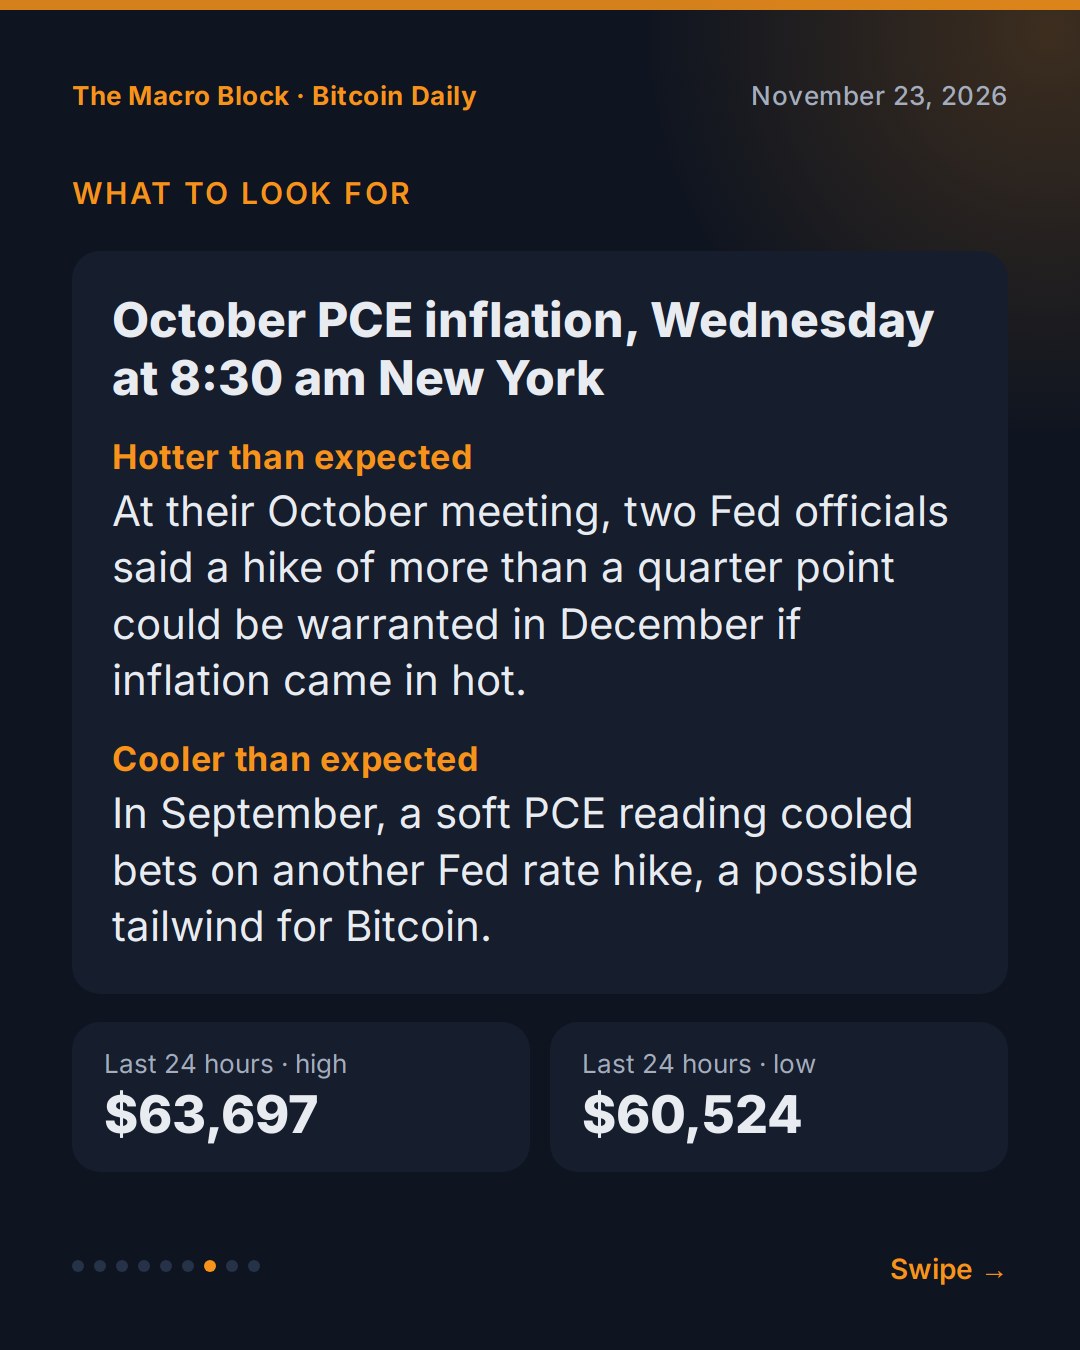 The Macro Block · Bitcoin Daily
November 23, 2026
WHAT TO LOOK FOR
October PCE inflation, Wednesday
at 8:30 am New York
Hotter than expected
At their October meeting, two Fed officials
said a hike of more than a quarter point
could be warranted in December if
inflation came in hot.
Cooler than expected
In September, a soft PCE reading cooled
bets on another Fed rate hike, a possible
tailwind for Bitcoin.
Last 24 hours · high
$63,697
Last 24 hours · low
$60,524
Swipe →